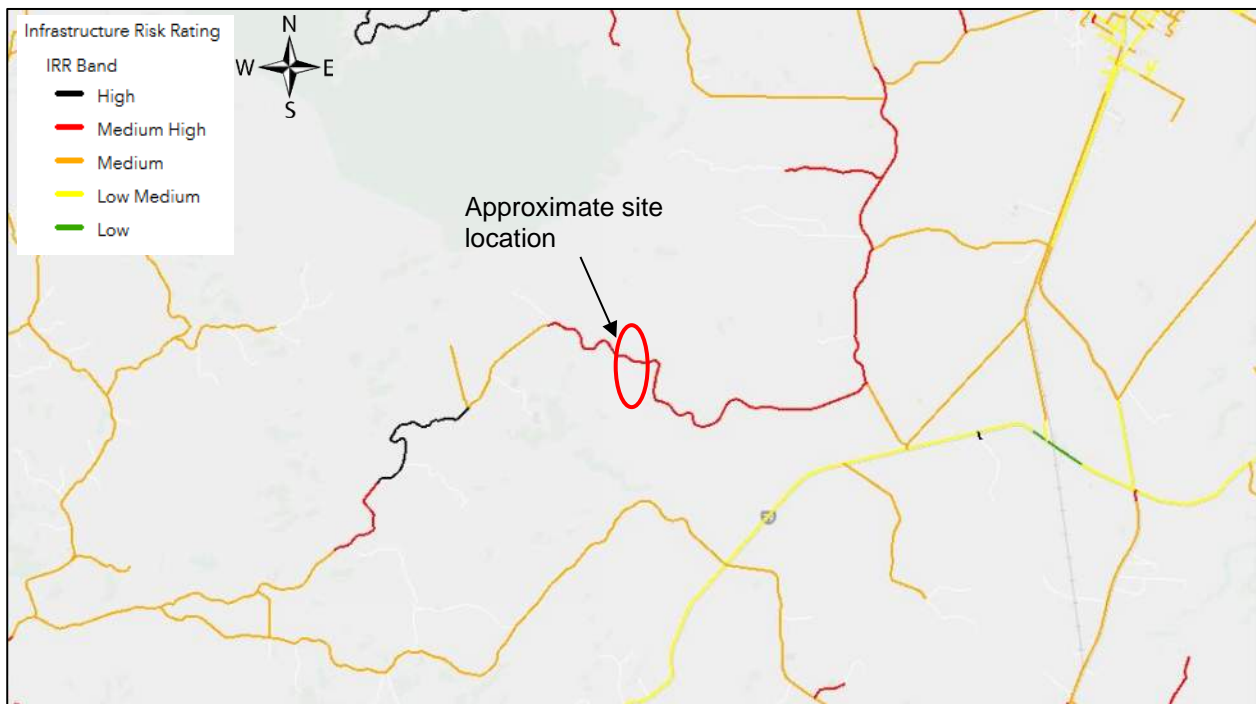 Infrastructure Risk Rating
IRR Band
High
Medium High
Medium
Low Medium
Low
N
W E
S
Approximate site
location